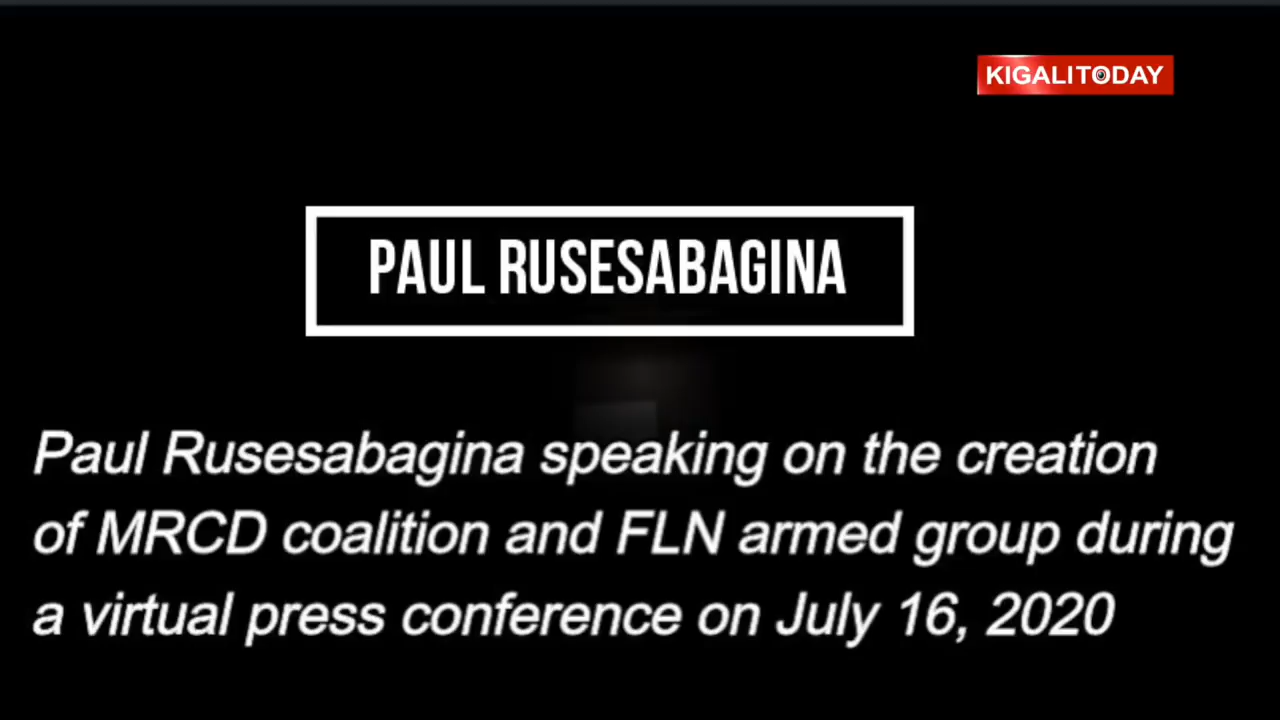 KIGALITODAY
PAUL RUSESABAGINA
Paul Rusesabagina speaking on the creation
of MRCD coalition and FLN armed group during
a virtual press conference on July 16, 2020